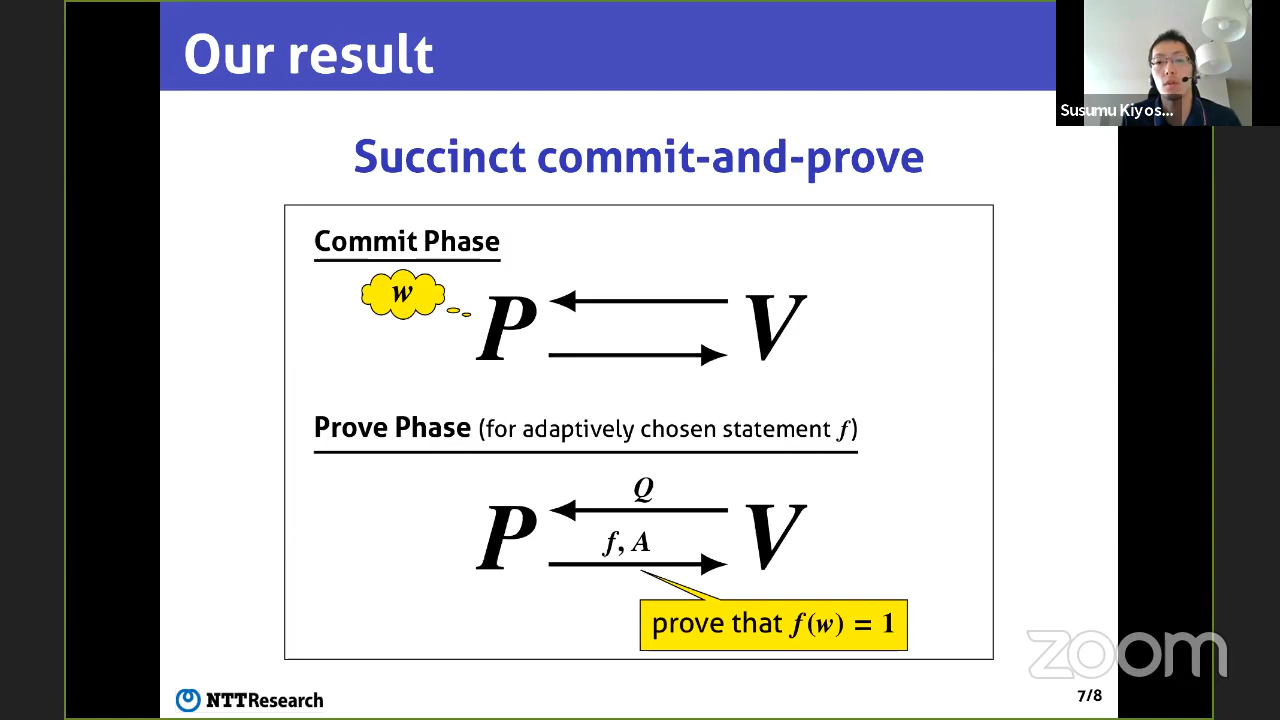 Our result
Susumu Kiyos...
Succinct commit-and-prove
Commit Phase
w
P V
Prove Phase (for adaptively chosen statement f)
Q
P V
f, A
prove that f(w) = 1
zoom
NTTResearch
7/8